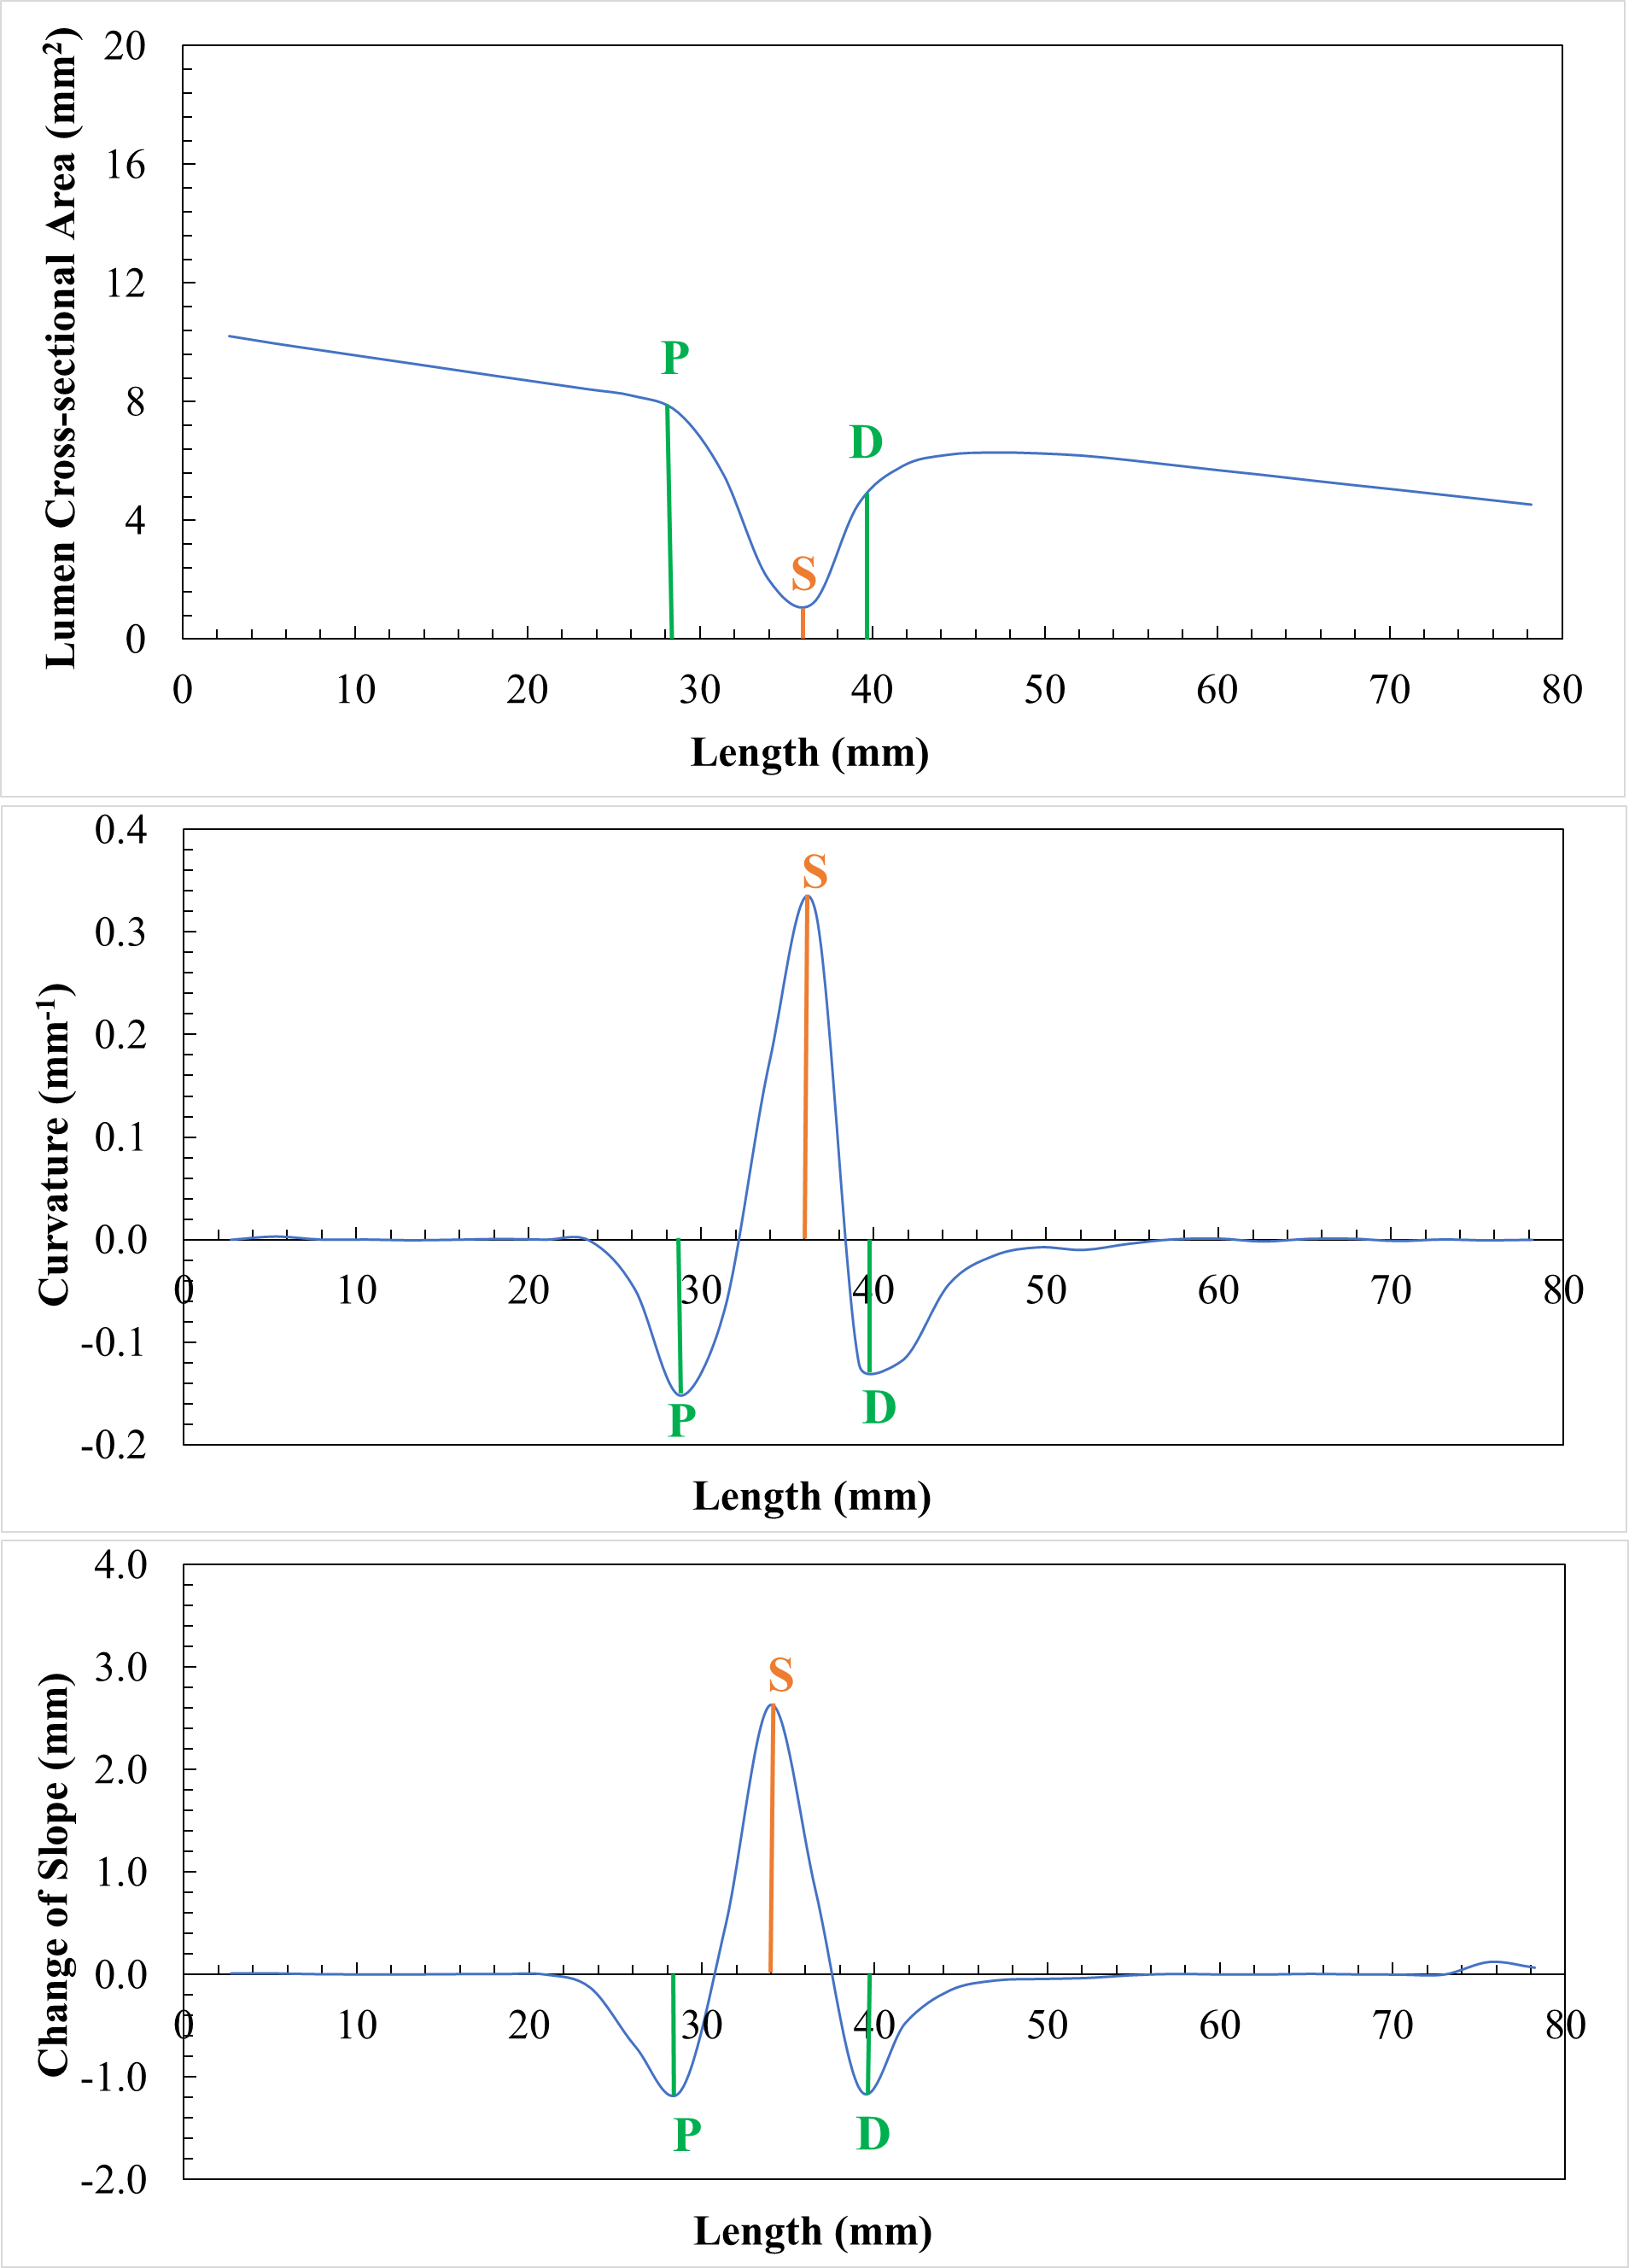 Lumen Cross-sectional Area (mm²)
20
16
12
8
4
0
P
D
S
0 10 20 30 40 50 60 70 80
Length (mm)
Curvature (mm⁻¹)
0.4
0.3
0.2
0.1
0.0
-0.1
-0.2
S
0 10 20 30 40 50 60 70 80
P
D
Length (mm)
Change of Slope (mm)
4.0
3.0
2.0
1.0
0.0
-1.0
-2.0
S
0 10 20 30 40 50 60 70 80
P
D
Length (mm)